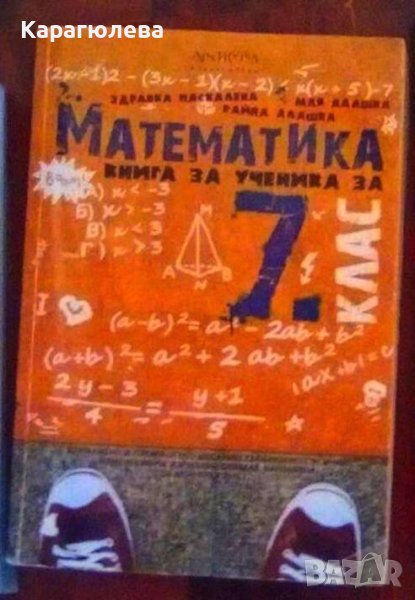 Карагюлева
Архимед
(2x-1)2 - (3x-1)(x-2) < x(x+5)-7
ЗДРАВКА ПАСКАЛЕВА
МАЯ АЛАШКА
РАЙНА АЛАШКА
МАТЕМАТИКА
КНИГА ЗА УЧЕНИКА ЗА
7. КЛАС
А) x < -3
Б) x > -3
В) x < 3
Г) x > 3
M
A
N
B
(a-b)²=a²-2ab+b²
(a+b)²=a²+2ab+b²
|ax+b|=c
2y-3/4 = y+1/5
BAZAR